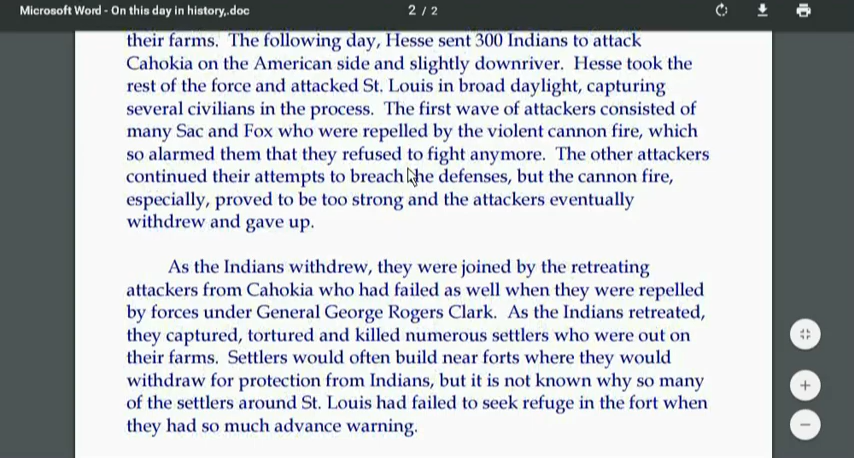 Microsoft Word - On this day in history,.doc
2 / 2
their farms. The following day, Hesse sent 300 Indians to attack
Cahokia on the American side and slightly downriver. Hesse took the
rest of the force and attacked St. Louis in broad daylight, capturing
several civilians in the process. The first wave of attackers consisted of
many Sac and Fox who were repelled by the violent cannon fire, which
so alarmed them that they refused to fight anymore. The other attackers
continued their attempts to breach the defenses, but the cannon fire,
especially, proved to be too strong and the attackers eventually
withdrew and gave up.
As the Indians withdrew, they were joined by the retreating
attackers from Cahokia who had failed as well when they were repelled
by forces under General George Rogers Clark. As the Indians retreated,
they captured, tortured and killed numerous settlers who were out on
their farms. Settlers would often build near forts where they would
withdraw for protection from Indians, but it is not known why so many
of the settlers around St. Louis had failed to seek refuge in the fort when
they had so much advance warning.